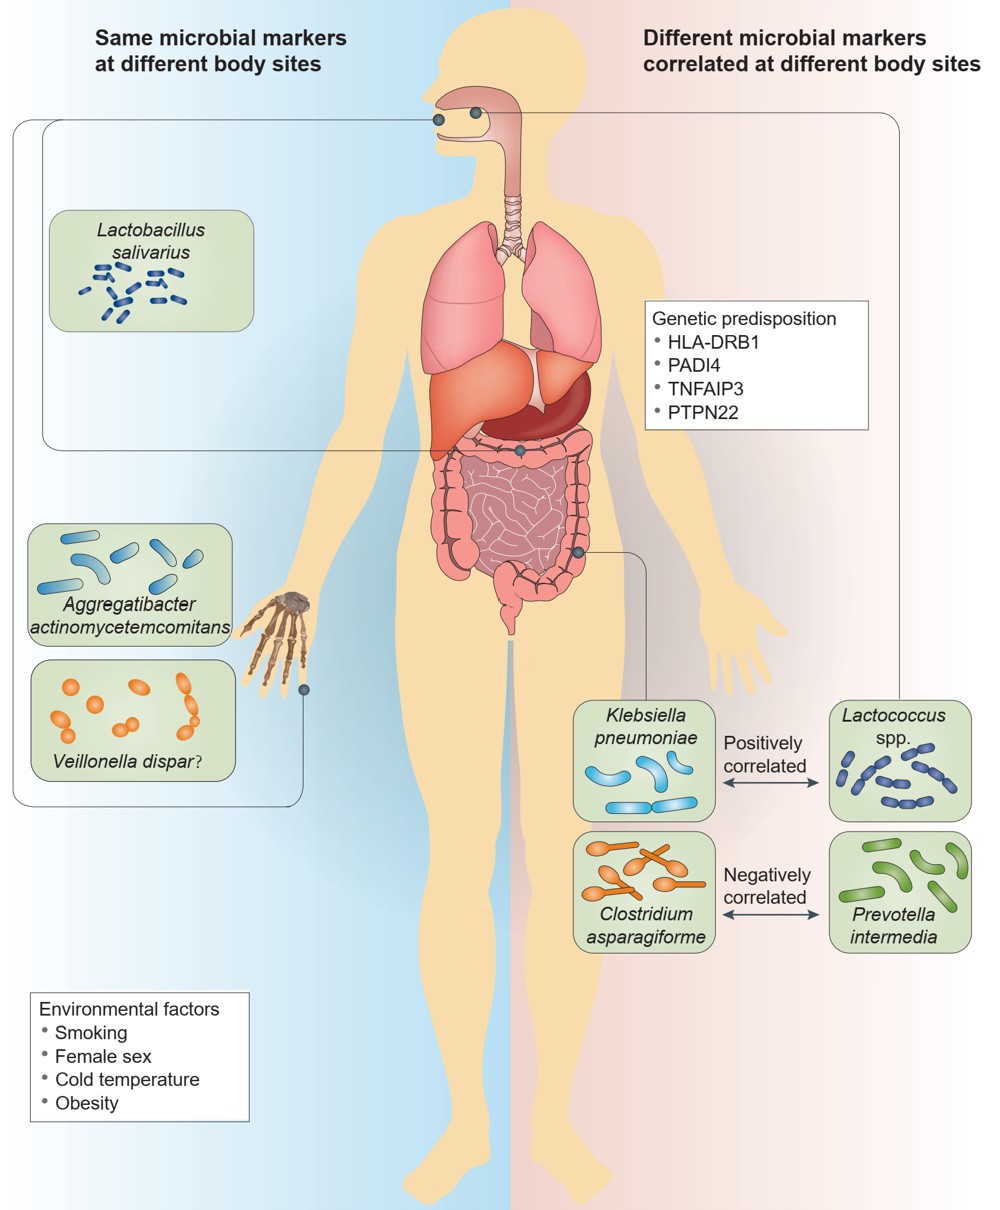 Same microbial markers
at different body sites
Different microbial markers
correlated at different body sites
Lactobacillus
salivarius
Genetic predisposition
• HLA-DRB1
• PADI4
• TNFAIP3
• PTPN22
Aggregatibacter
actinomycetemcomitans
Veillonella dispar?
Klebsiella
pneumoniae
Positively
correlated
Lactococcus
spp.
Clostridium
asparagiforme
Negatively
correlated
Prevotella
intermedia
Environmental factors
• Smoking
• Female sex
• Cold temperature
• Obesity